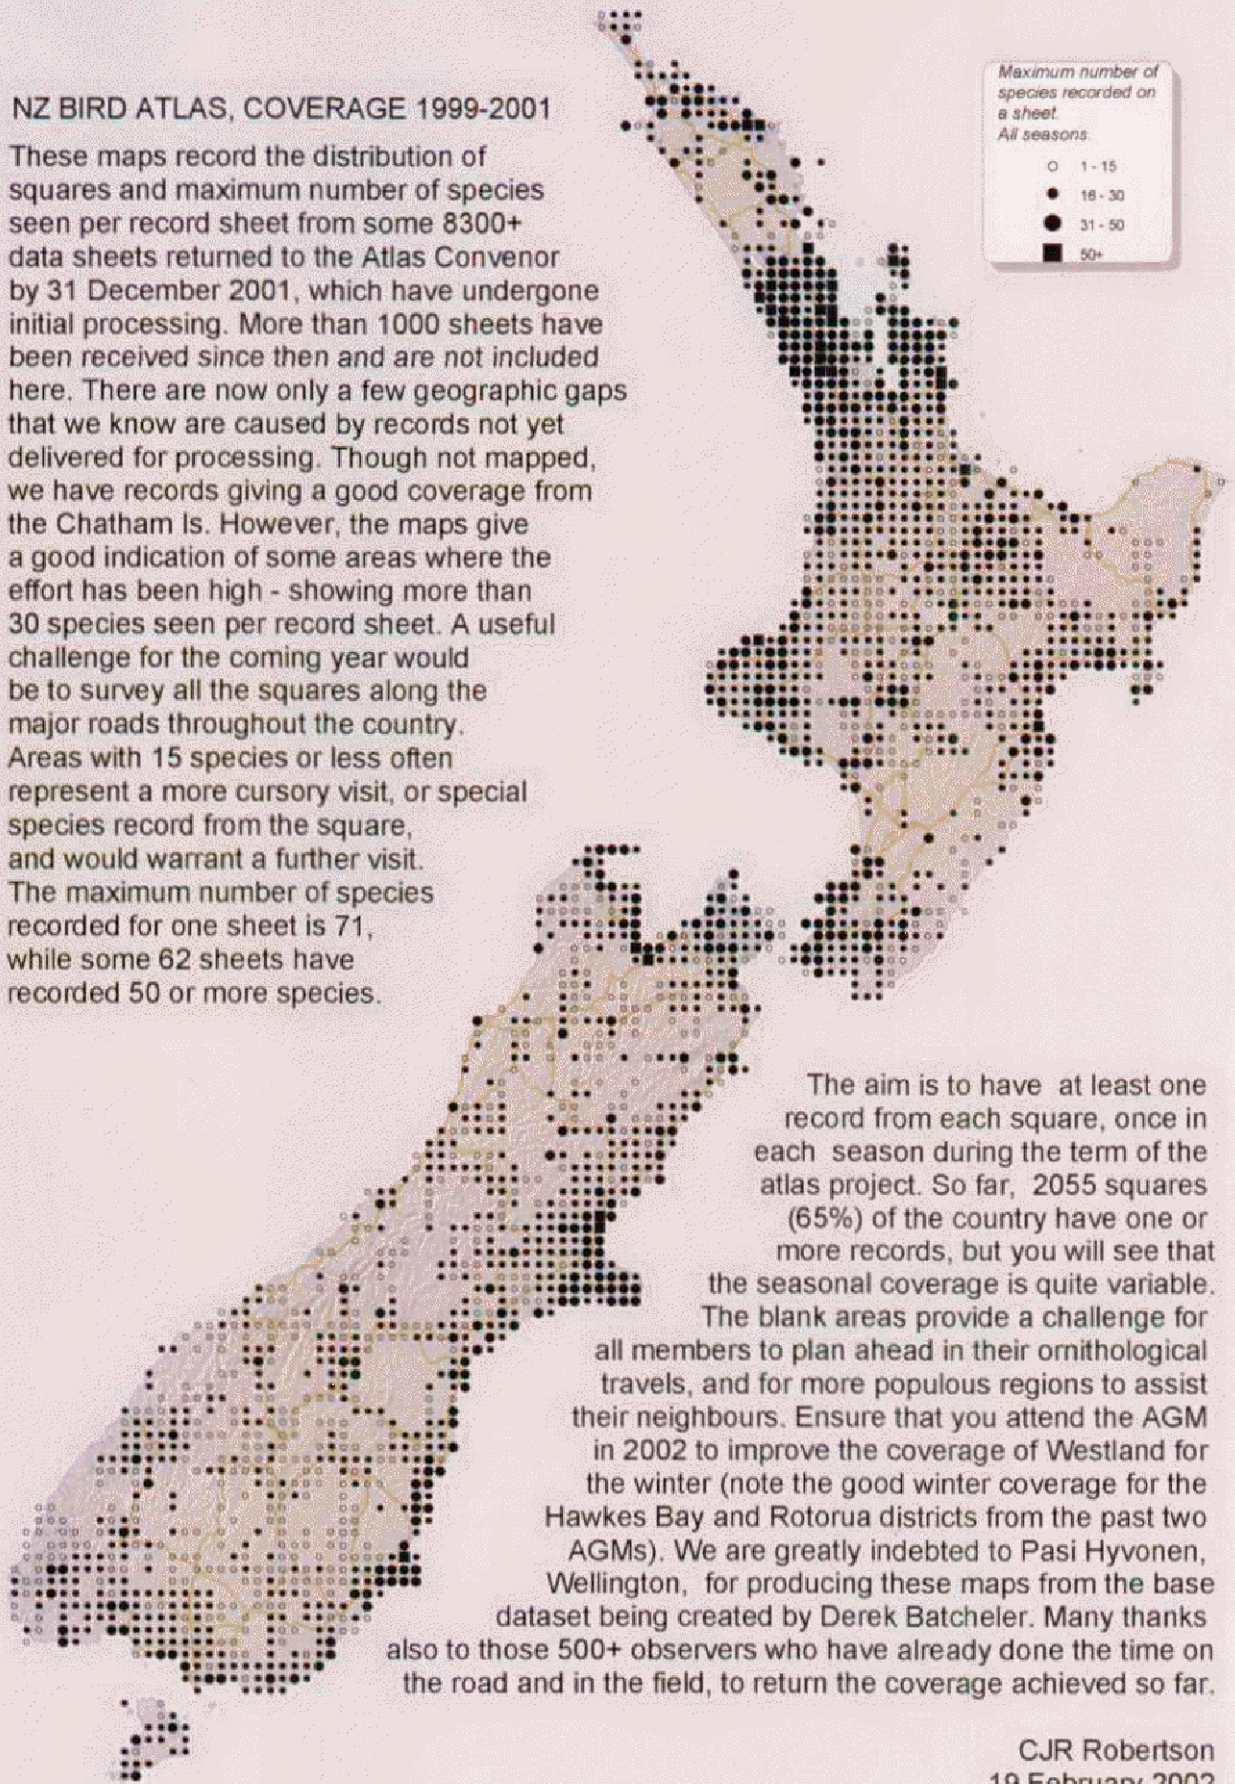 NZ BIRD ATLAS, COVERAGE 1999-2001
These maps record the distribution of
squares and maximum number of species
seen per record sheet from some 8300+
data sheets returned to the Atlas Convenor
by 31 December 2001, which have undergone
initial processing. More than 1000 sheets have
been received since then and are not included
here. There are now only a few geographic gaps
that we know are caused by records not yet
delivered for processing. Though not mapped,
we have records giving a good coverage from
the Chatham Is. However, the maps give
a good indication of some areas where the
effort has been high - showing more than
30 species seen per record sheet. A useful
challenge for the coming year would
be to survey all the squares along the
major roads throughout the country.
Areas with 15 species or less often
represent a more cursory visit, or special
species record from the square,
and would warrant a further visit.
The maximum number of species
recorded for one sheet is 71,
while some 62 sheets have
recorded 50 or more species.
Maximum number of
species recorded on
a sheet.
All seasons.
1 - 15
16 - 30
31 - 50
50+
The aim is to have at least one
record from each square, once in
each season during the term of the
atlas project. So far, 2055 squares
(65%) of the country have one or
more records, but you will see that
the seasonal coverage is quite variable.
The blank areas provide a challenge for
all members to plan ahead in their ornithological
travels, and for more populous regions to assist
their neighbours. Ensure that you attend the AGM
in 2002 to improve the coverage of Westland for
the winter (note the good winter coverage for the
Hawkes Bay and Rotorua districts from the past two
AGMs). We are greatly indebted to Pasi Hyvonen,
Wellington, for producing these maps from the base
dataset being created by Derek Batcheler. Many thanks
also to those 500+ observers who have already done the time on
the road and in the field, to return the coverage achieved so far.
CJR Robertson
19 February 2002